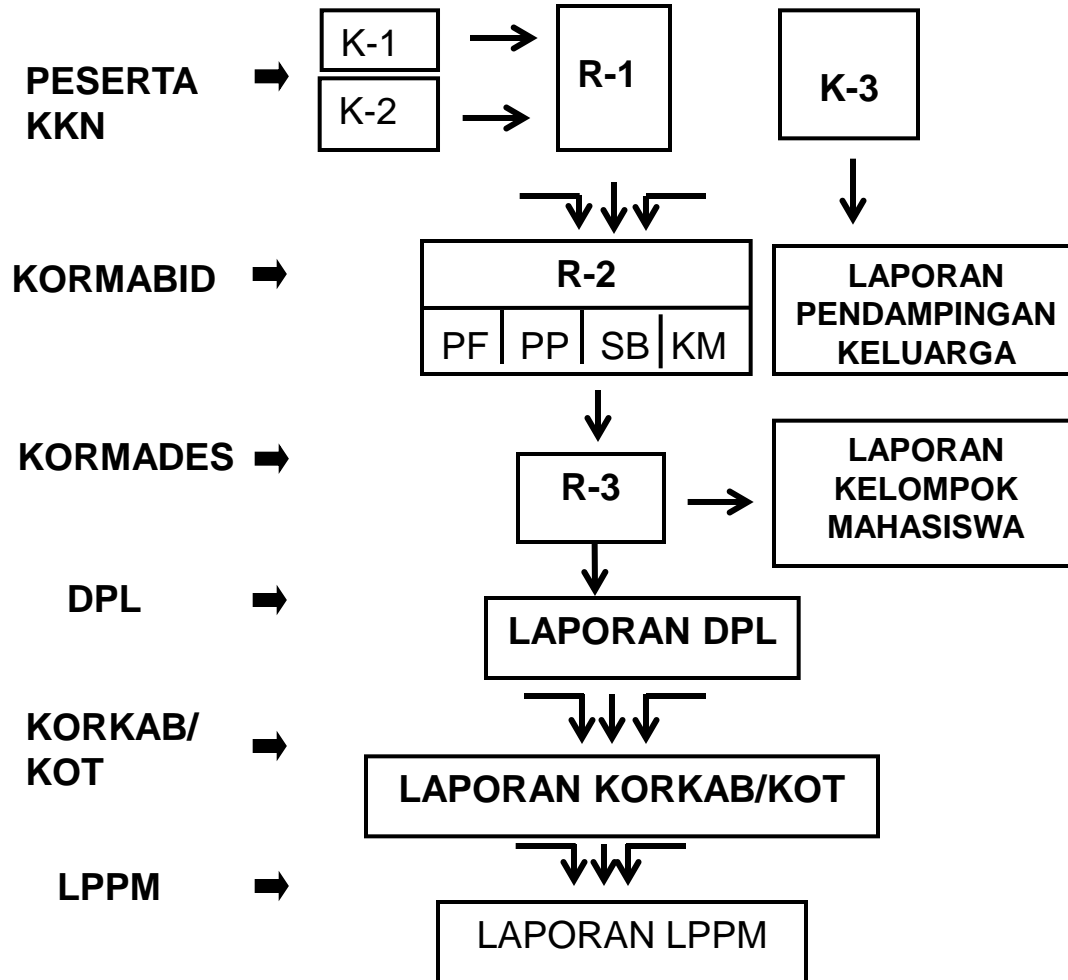 K-1
K-2
R-1
K-3
PESERTA
KKN
KORMABID
R-2
PF PP SB KM
LAPORAN
PENDAMPINGAN
KELUARGA
KORMADES
R-3
LAPORAN
KELOMPOK
MAHASISWA
DPL
LAPORAN DPL
KORKAB/
KOT
LAPORAN KORKAB/KOT
LPPM
LAPORAN LPPM